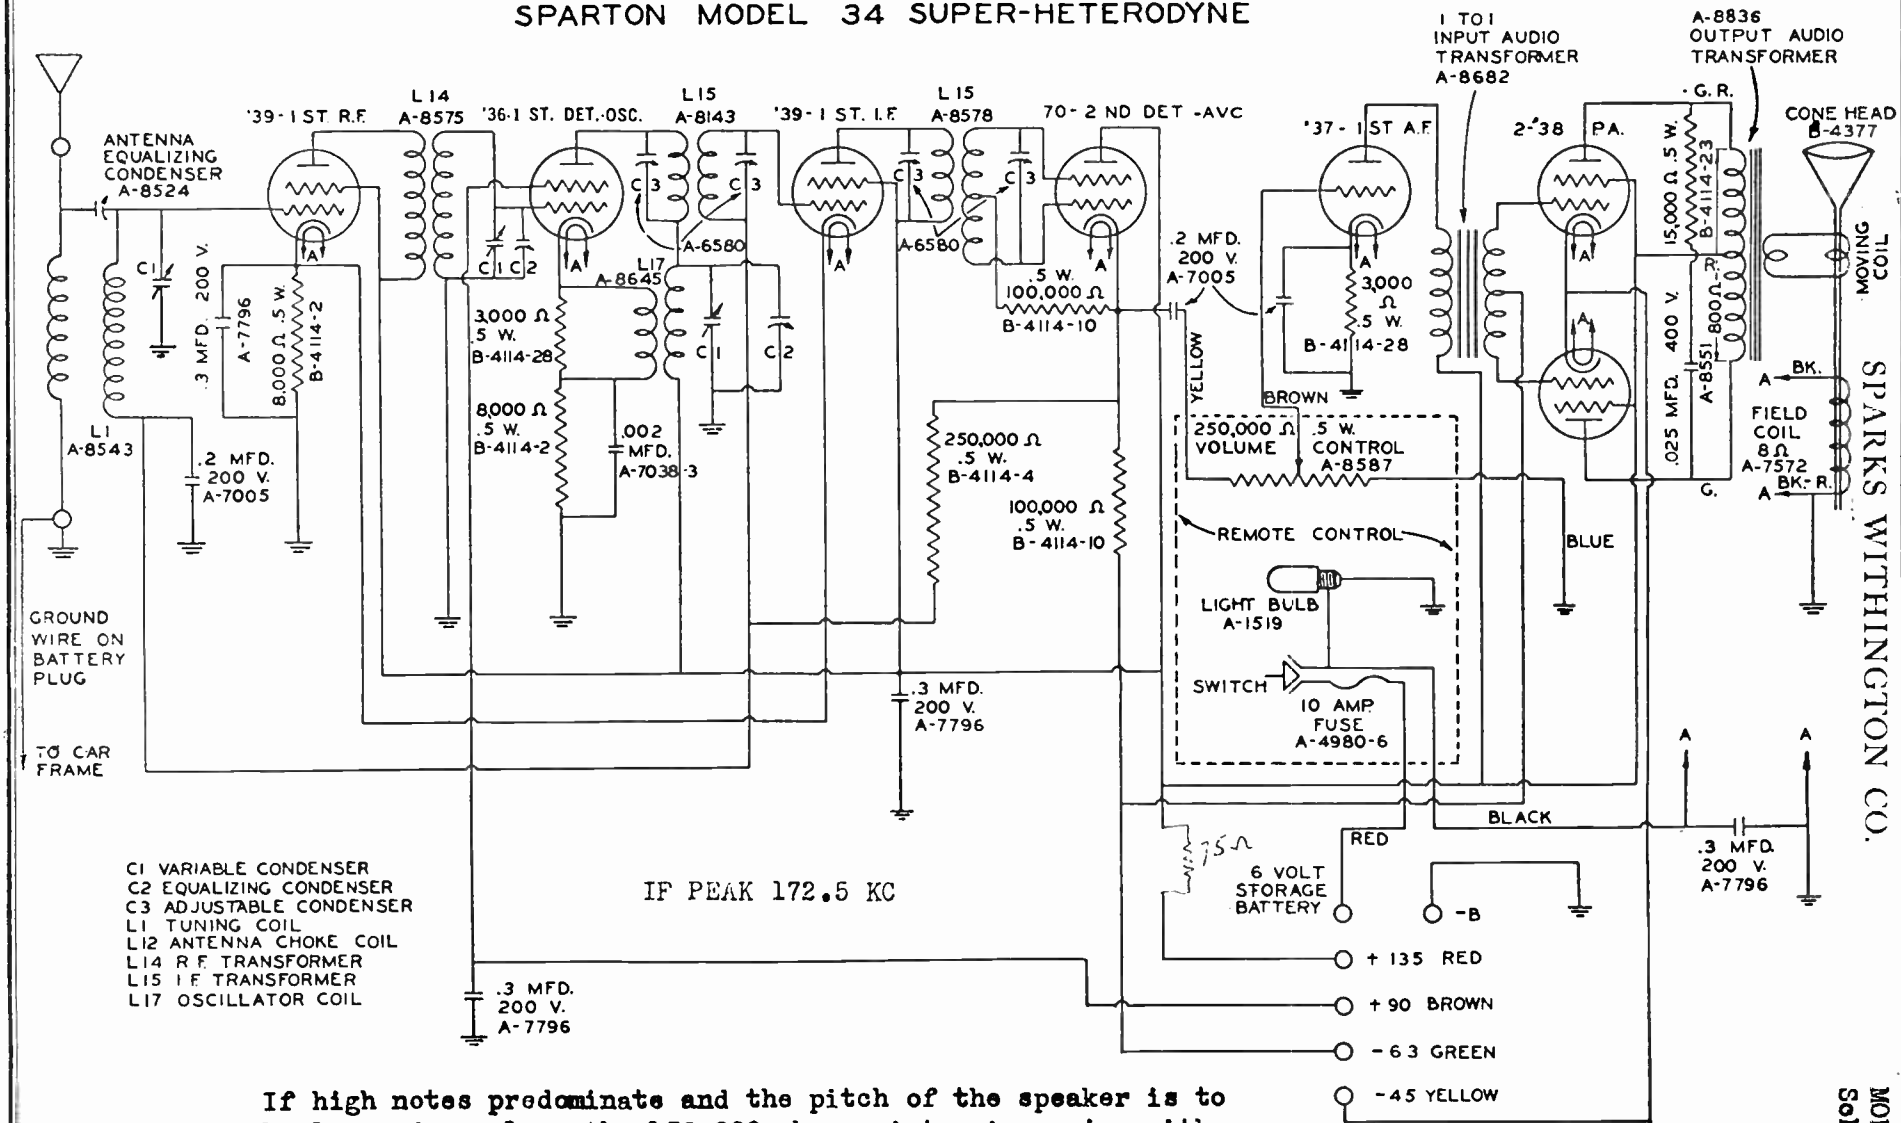 SPARTON MODEL 34 SUPER-HETERODYNE
1 TO 1
INPUT AUDIO
TRANSFORMER
A-8682
A-8836
OUTPUT AUDIO
TRANSFORMER
'39-1 ST. R.F.
L14
A-8575
'36-1 ST. DET.-OSC.
L15
A-8143
'39-1 ST. I.F.
L15
A-8578
70-2 ND DET -AVC
'37-1 ST A.F.
2-'38 P.A.
G.R.
CONE HEAD
B-4377
ANTENNA
EQUALIZING
CONDENSER
A-8524
C1
.3 MFD. 200 V.
A-7796
8,000 Ω .5 W.
B-4114-2
A
C1 C2
A
C3
C3
A-6580
L17
A-8645
3,000 Ω
.5 W.
B-4114-28
C1
C2
8,000 Ω
.5 W.
B-4114-2
.002
MFD.
A-7038-3
A
C3
C3
A-6580
A
.5 W.
100,000 Ω
B-4114-10
.2 MFD.
200 V.
A-7005
A
3,000
Ω
.5 W.
B-4114-28
A
A
15,000 Ω .5 W.
B-4114-23
R.
800Ω
.025 MFD. 400 V.
A-8551
G.
MOVING
COIL
A BK.
FIELD
COIL
8Ω
A-7572
BK-R.
A
L1
A-8543
.2 MFD.
200 V.
A-7005
250,000 Ω
.5 W.
B-4114-4
100,000 Ω
.5 W.
B-4114-10
YELLOW
BROWN
250,000 Ω .5 W.
VOLUME CONTROL
A-8587
REMOTE CONTROL
BLUE
LIGHT BULB
A-1519
SWITCH
10 AMP.
FUSE
A-4980-6
GROUND
WIRE ON
BATTERY
PLUG
TO CAR
FRAME
.3 MFD.
200 V.
A-7796
A
A
BLACK
RED
.3 MFD.
200 V.
A-7796
75Ω
6 VOLT
STORAGE
BATTERY
-B
+ 135 RED
+ 90 BROWN
- 63 GREEN
- 45 YELLOW
C1 VARIABLE CONDENSER
C2 EQUALIZING CONDENSER
C3 ADJUSTABLE CONDENSER
L1 TUNING COIL
L12 ANTENNA CHOKE COIL
L14 R.F. TRANSFORMER
L15 I.F. TRANSFORMER
L17 OSCILLATOR COIL
IF PEAK 172.5 KC
.3 MFD.
200 V.
A-7796
SPARKS WITHINGTON CO.
If high notes predominate and the pitch of the speaker is to